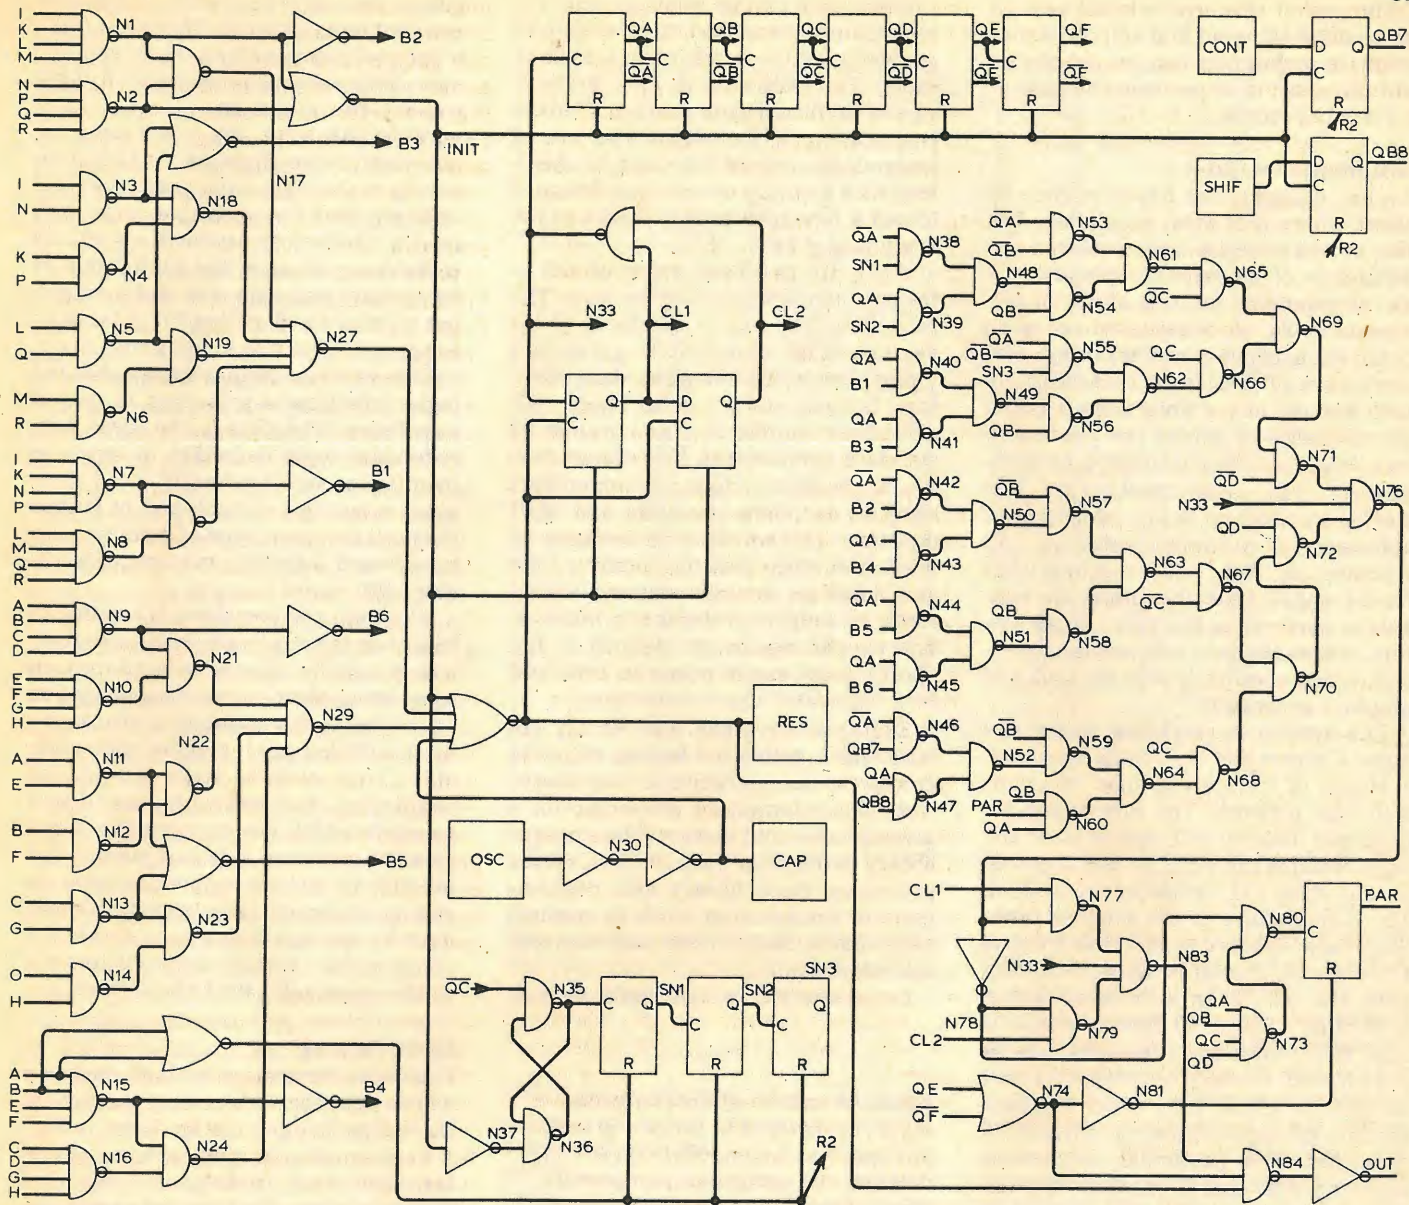 I
K
L
M
N1
B2
N
P
Q
R
N2
N17
B3
INIT
I
N
N3
N18
K
P
N4
L
Q
N5
N19
N27
M
R
N6
I
K
N
P
N7
B1
L
M
Q
R
N8
A
B
C
D
N9
B6
N21
E
F
G
H
N10
N29
N22
A
E
N11
B
F
N12
B5
C
G
N13
N23
O
H
N14
A
B
E
F
N15
B4
C
D
G
H
N16
N24
C QA QA R
C QB QB R
C QC QC R
C QD QD R
C QE QE R
C QF QF R
CONT
D Q QB7
C
R
R2
SHIF
D Q QB8
C
R
R2
N33
CL1
CL2
D Q
C
D Q
C
RES
OSC
N30
CAP
QC
N35
C Q SN1
R
C Q SN2
R
SN3
C Q
R
N37
N36
R2
QA
SN1
N38
QA
SN2
N39
N48
QA
QB
N53
QB
N54
N61
QC
N65
QA
B1
N40
QA
B3
N41
N49
QA
QB
SN3
N55
QB
N56
N62
QC
N66
N69
QA
B2
N42
QA
B4
N43
N50
QB
N57
N63
QC
N67
QA
B5
N44
QA
B6
N45
N51
QB
N58
QD
N71
N33
QD
N72
N76
N70
QA
QB7
N46
QA
QB8
N47
N52
QB
N59
QB
PAR
QA
N60
N64
QC
N68
CL1
N77
N33
N83
N78
CL2
N79
N80
C
PAR
R
QA
QB
QC
QD
N73
QE
QF
N74
N81
N84
OUT